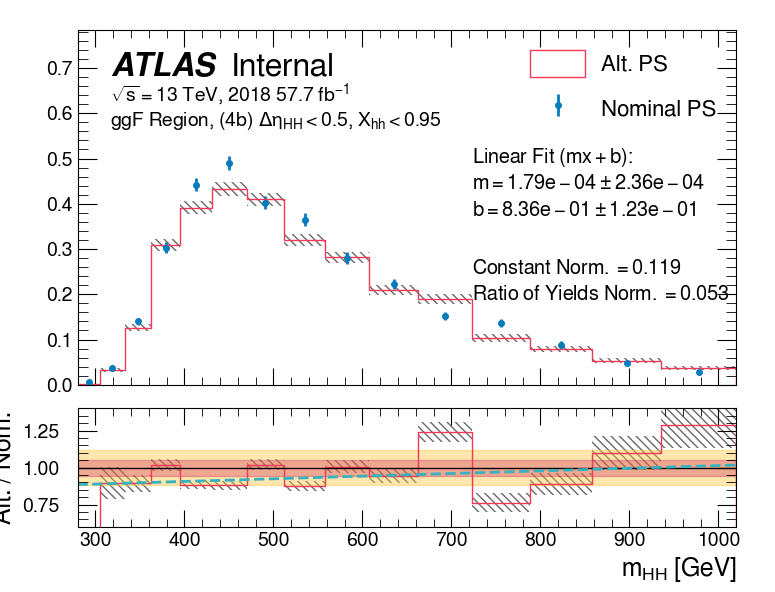 ATLAS Internal
√s = 13 TeV, 2018 57.7 fb⁻¹
ggF Region, (4b) Δη_HH < 0.5, X_hh < 0.95
Alt. PS
Nominal PS
Linear Fit (mx + b):
m = 1.79e − 04 ± 2.36e − 04
b = 8.36e − 01 ± 1.23e − 01
Constant Norm. = 0.119
Ratio of Yields Norm. = 0.053
0.7
0.6
0.5
0.4
0.3
0.2
0.1
0.0
Alt. / Nom.
1.25
1.00
0.75
300 400 500 600 700 800 900 1000
m_HH [GeV]